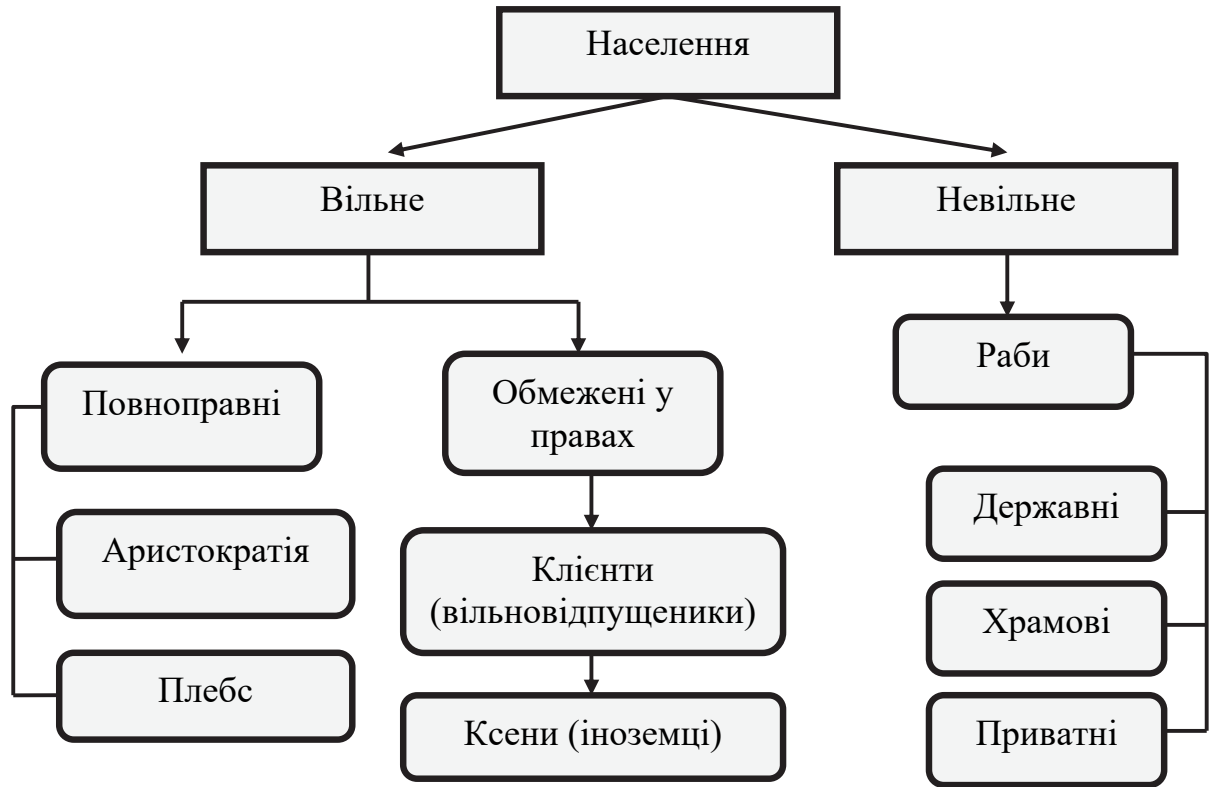 Населення
Вільне
Невільне
Повноправні
Аристократія
Плебс
Обмежені у
правах
Клієнти
(вільновідпущеники)
Ксени (іноземці)
Раби
Державні
Храмові
Приватні